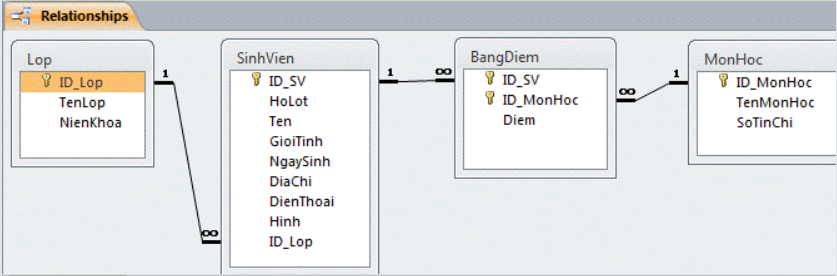 Relationships
Lop
ID_Lop
TenLop
NienKhoa
1
∞
SinhVien
ID_SV
HoLot
Ten
GioiTinh
NgaySinh
DiaChi
DienThoai
Hinh
ID_Lop
1
∞
BangDiem
ID_SV
ID_MonHoc
Diem
∞
1
MonHoc
ID_MonHoc
TenMonHoc
SoTinChi